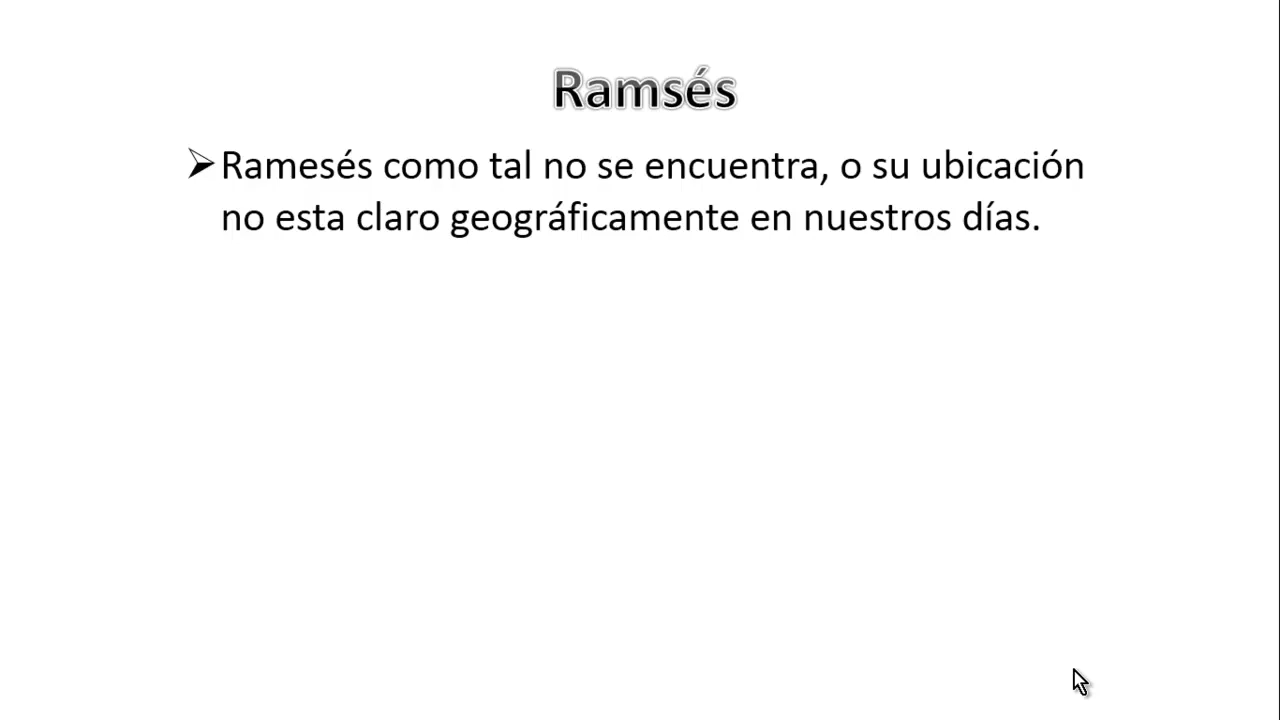 Ramsés
➢Ramesés como tal no se encuentra, o su ubicación
no esta claro geográficamente en nuestros días.